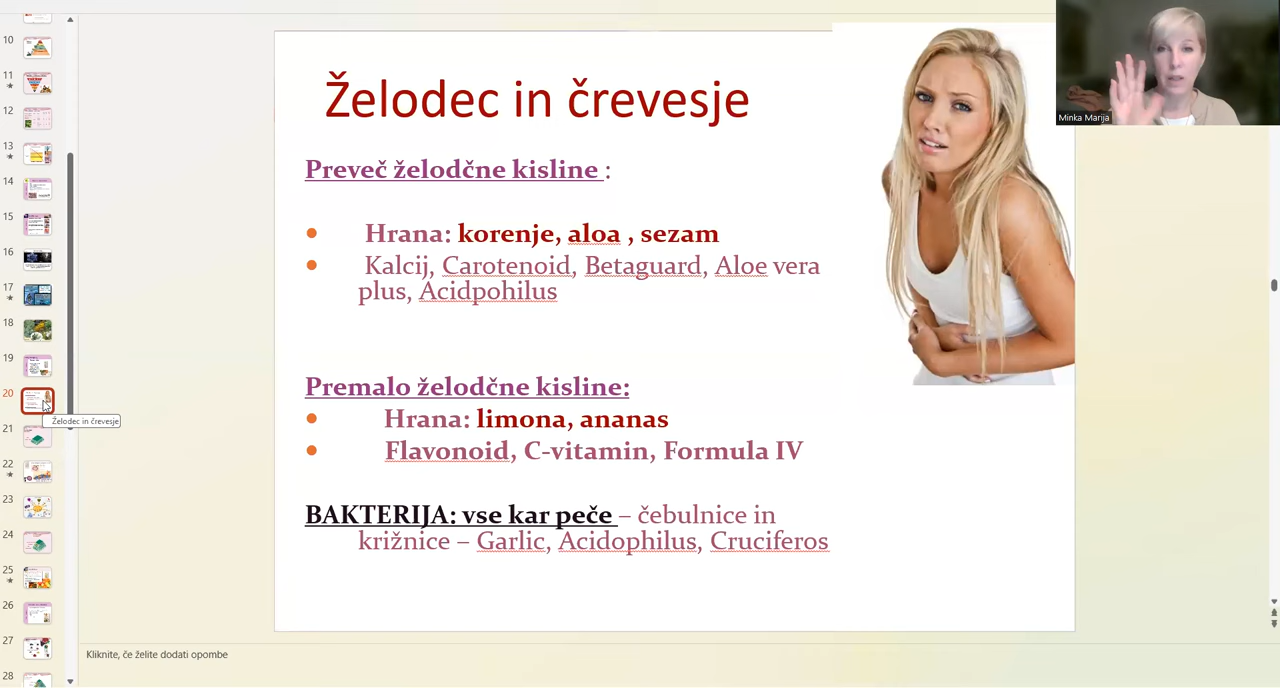 Želodec in črevesje
Preveč želodčne kisline :
Hrana: korenje, aloa , sezam
Kalcij, Carotenoid, Betaguard, Aloe vera
plus, Acidpohilus
Premalo želodčne kisline:
Hrana: limona, ananas
Flavonoid, C-vitamin, Formula IV
BAKTERIJA: vse kar peče – čebulnice in
križnice – Garlic, Acidophilus, Cruciferos
Minka Marija
10
11
12
13
14
15
16
17
18
19
20
Želodec in črevesje
21
22
23
24
25
26
27
28
Kliknite, če želite dodati opombe